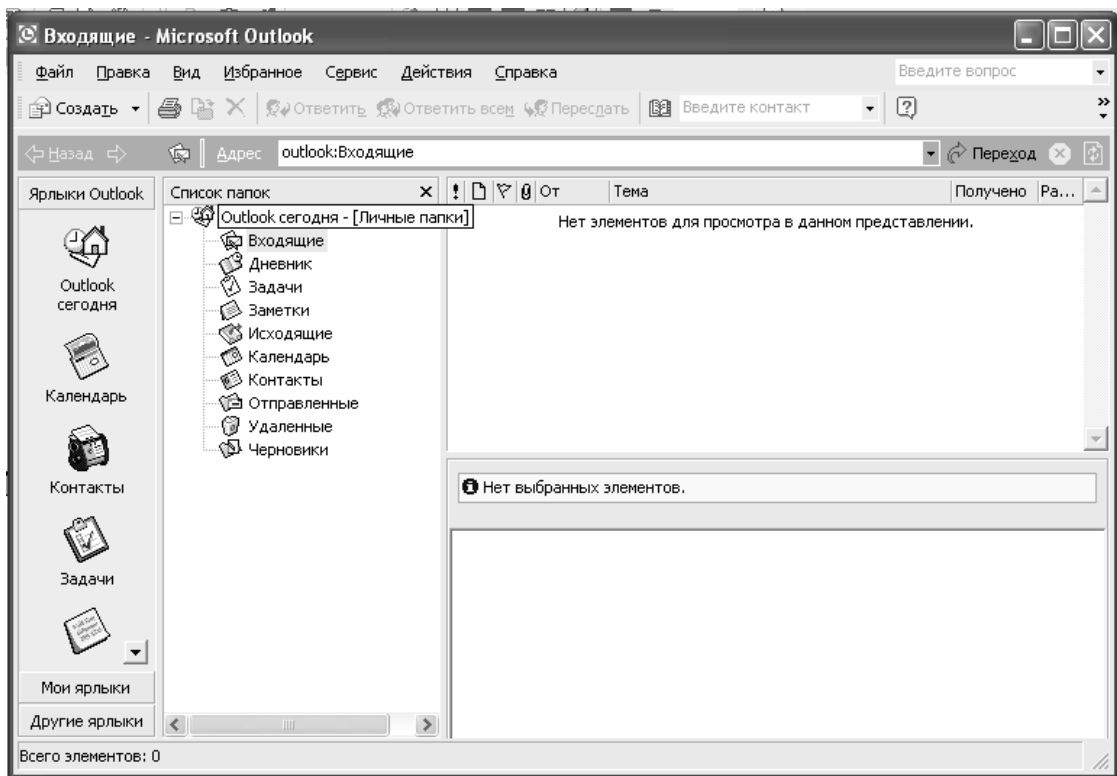 Входящие - Microsoft Outlook
Файл Правка Вид Избранное Сервис Действия Справка Введите вопрос
Создать Ответить Ответить всем Переслать Введите контакт
Назад Адрес outlook:Входящие Переход
Ярлыки Outlook
Outlook сегодня
Календарь
Контакты
Задачи
Мои ярлыки
Другие ярлыки
Список папок
Outlook сегодня - [Личные папки]
Входящие
Дневник
Задачи
Заметки
Исходящие
Календарь
Контакты
Отправленные
Удаленные
Черновики
От Тема Получено Ра...
Нет элементов для просмотра в данном представлении.
Нет выбранных элементов.
Всего элементов: 0